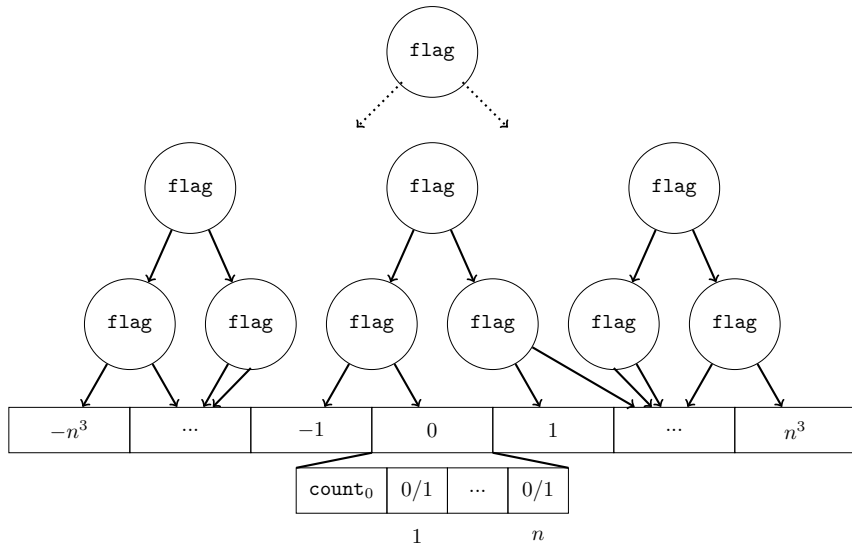 flag
flag flag flag
flag flag flag flag flag flag
−n³ ... −1 0 1 ... n³
count₀ 0/1 ... 0/1
1 n